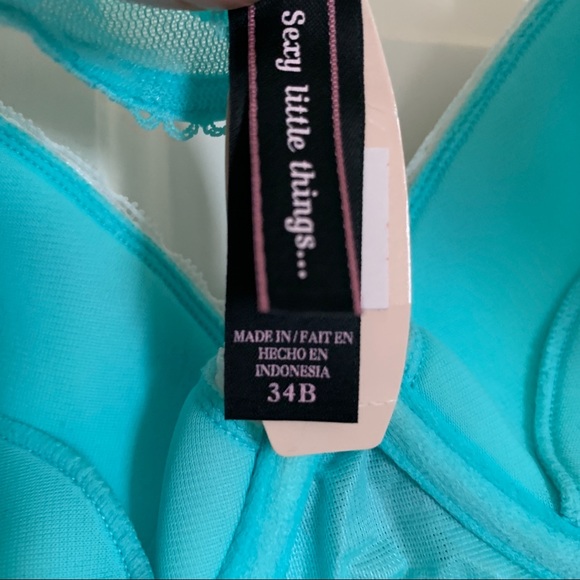 Sexy little things...
MADE IN/FAIT EN
HECHO EN
INDONESIA
34B